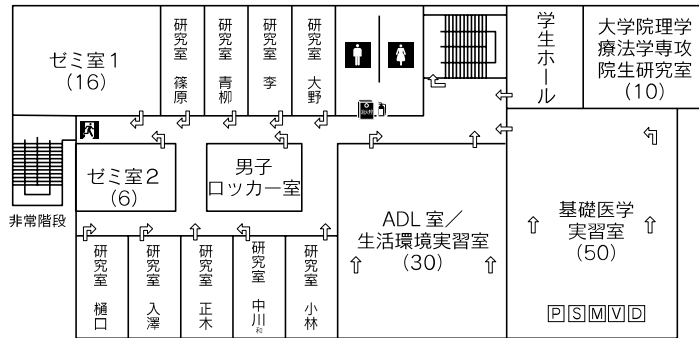 ゼミ室1
(16)
研究室 篠原
研究室 青柳
研究室 李
研究室 大野
学生ホール
大学院理学
療法学専攻
院生研究室
(10)
非常階段
ゼミ室2
(6)
男子
ロッカー室
ADL室／
生活環境実習室
(30)
基礎医学
実習室
(50)
PSMVD
研究室 樋口
研究室 入澤
研究室 正木
研究室 中川和
研究室 小林